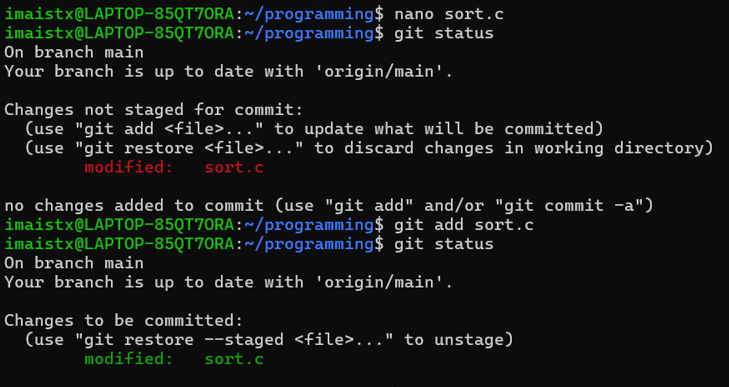 imaistx@LAPTOP-85QT7ORA:~/programming$ nano sort.c
imaistx@LAPTOP-85QT7ORA:~/programming$ git status
On branch main
Your branch is up to date with 'origin/main'.

Changes not staged for commit:
  (use "git add <file>..." to update what will be committed)
  (use "git restore <file>..." to discard changes in working directory)
        modified:   sort.c

no changes added to commit (use "git add" and/or "git commit -a")
imaistx@LAPTOP-85QT7ORA:~/programming$ git add sort.c
imaistx@LAPTOP-85QT7ORA:~/programming$ git status
On branch main
Your branch is up to date with 'origin/main'.

Changes to be committed:
  (use "git restore --staged <file>..." to unstage)
        modified:   sort.c